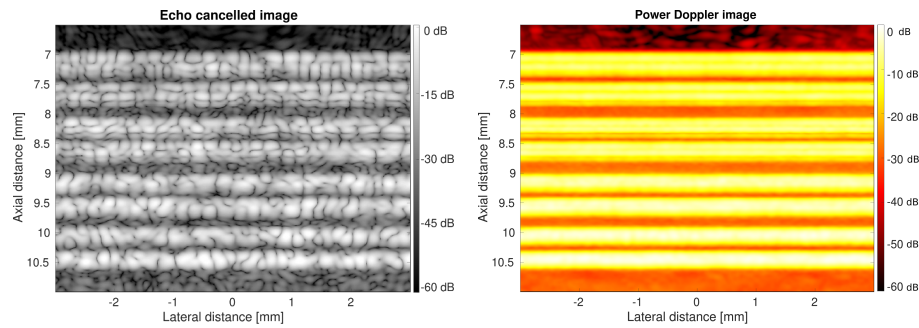 Echo cancelled image
Axial distance [mm]
7
7.5
8
8.5
9
9.5
10
10.5
-2
-1
0
1
2
Lateral distance [mm]
0 dB
-15 dB
-30 dB
-45 dB
-60 dB
Power Doppler image
Axial distance [mm]
7
7.5
8
8.5
9
9.5
10
10.5
-2
-1
0
1
2
Lateral distance [mm]
0 dB
-10 dB
-20 dB
-30 dB
-40 dB
-50 dB
-60 dB